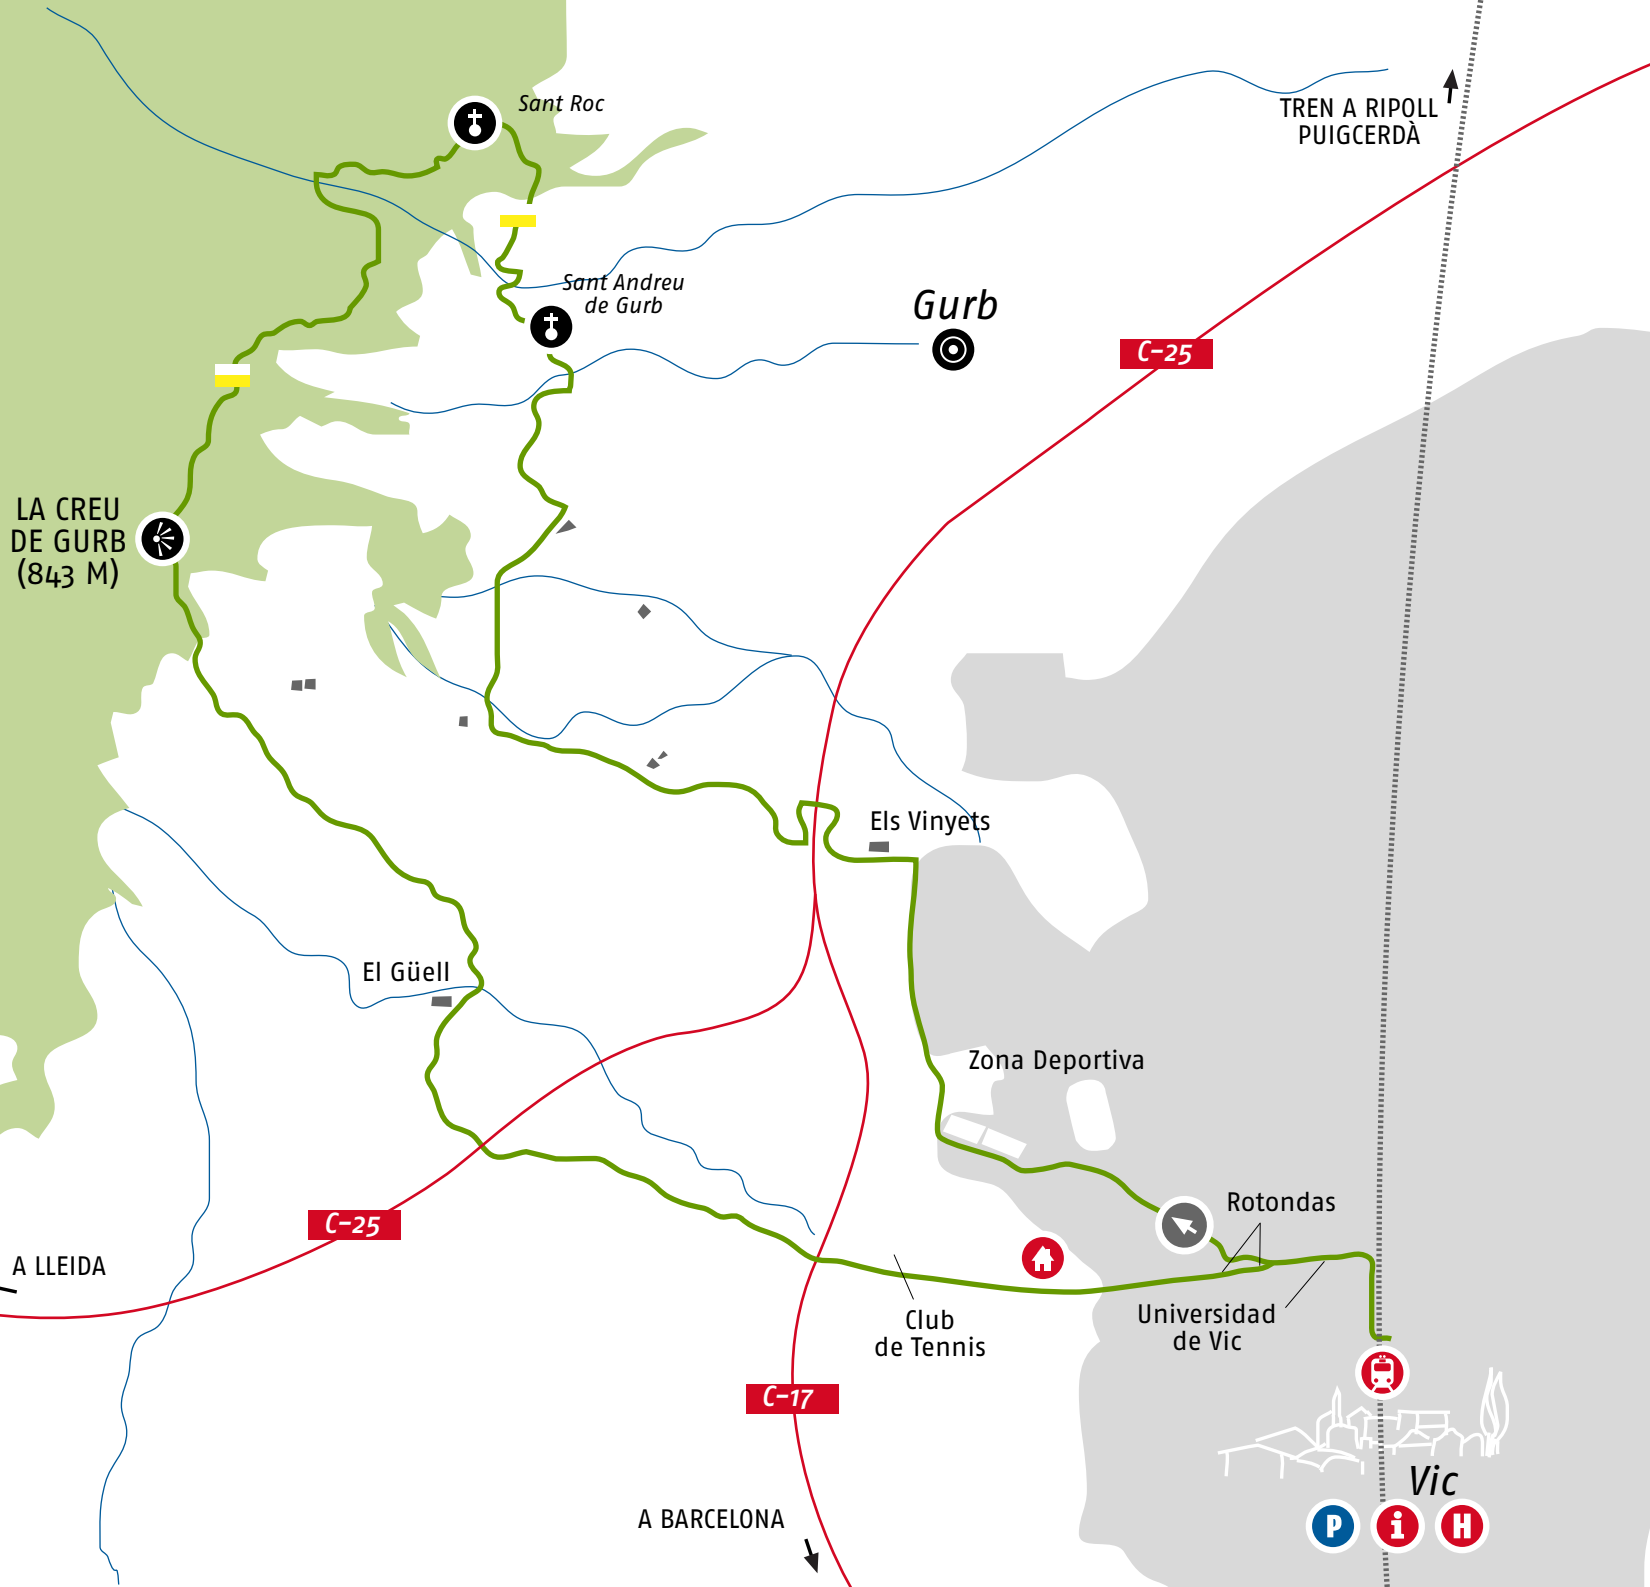 Sant Roc
TREN A RIPOLL
PUIGCERDÀ
Sant Andreu
de Gurb
Gurb
C-25
LA CREU
DE GURB
(843 M)
Els Vinyets
El Güell
Zona Deportiva
Rotondas
C-25
A LLEIDA
Club
de Tennis
Universidad
de Vic
C-17
Vic
A BARCELONA
P
i
H